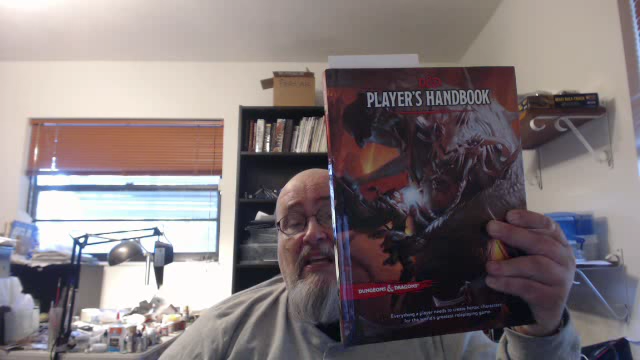 PLAYER'S HANDBOOK
DUNGEONS & DRAGONS
Everything a player needs to create heroic characters
for the world's greatest roleplaying game